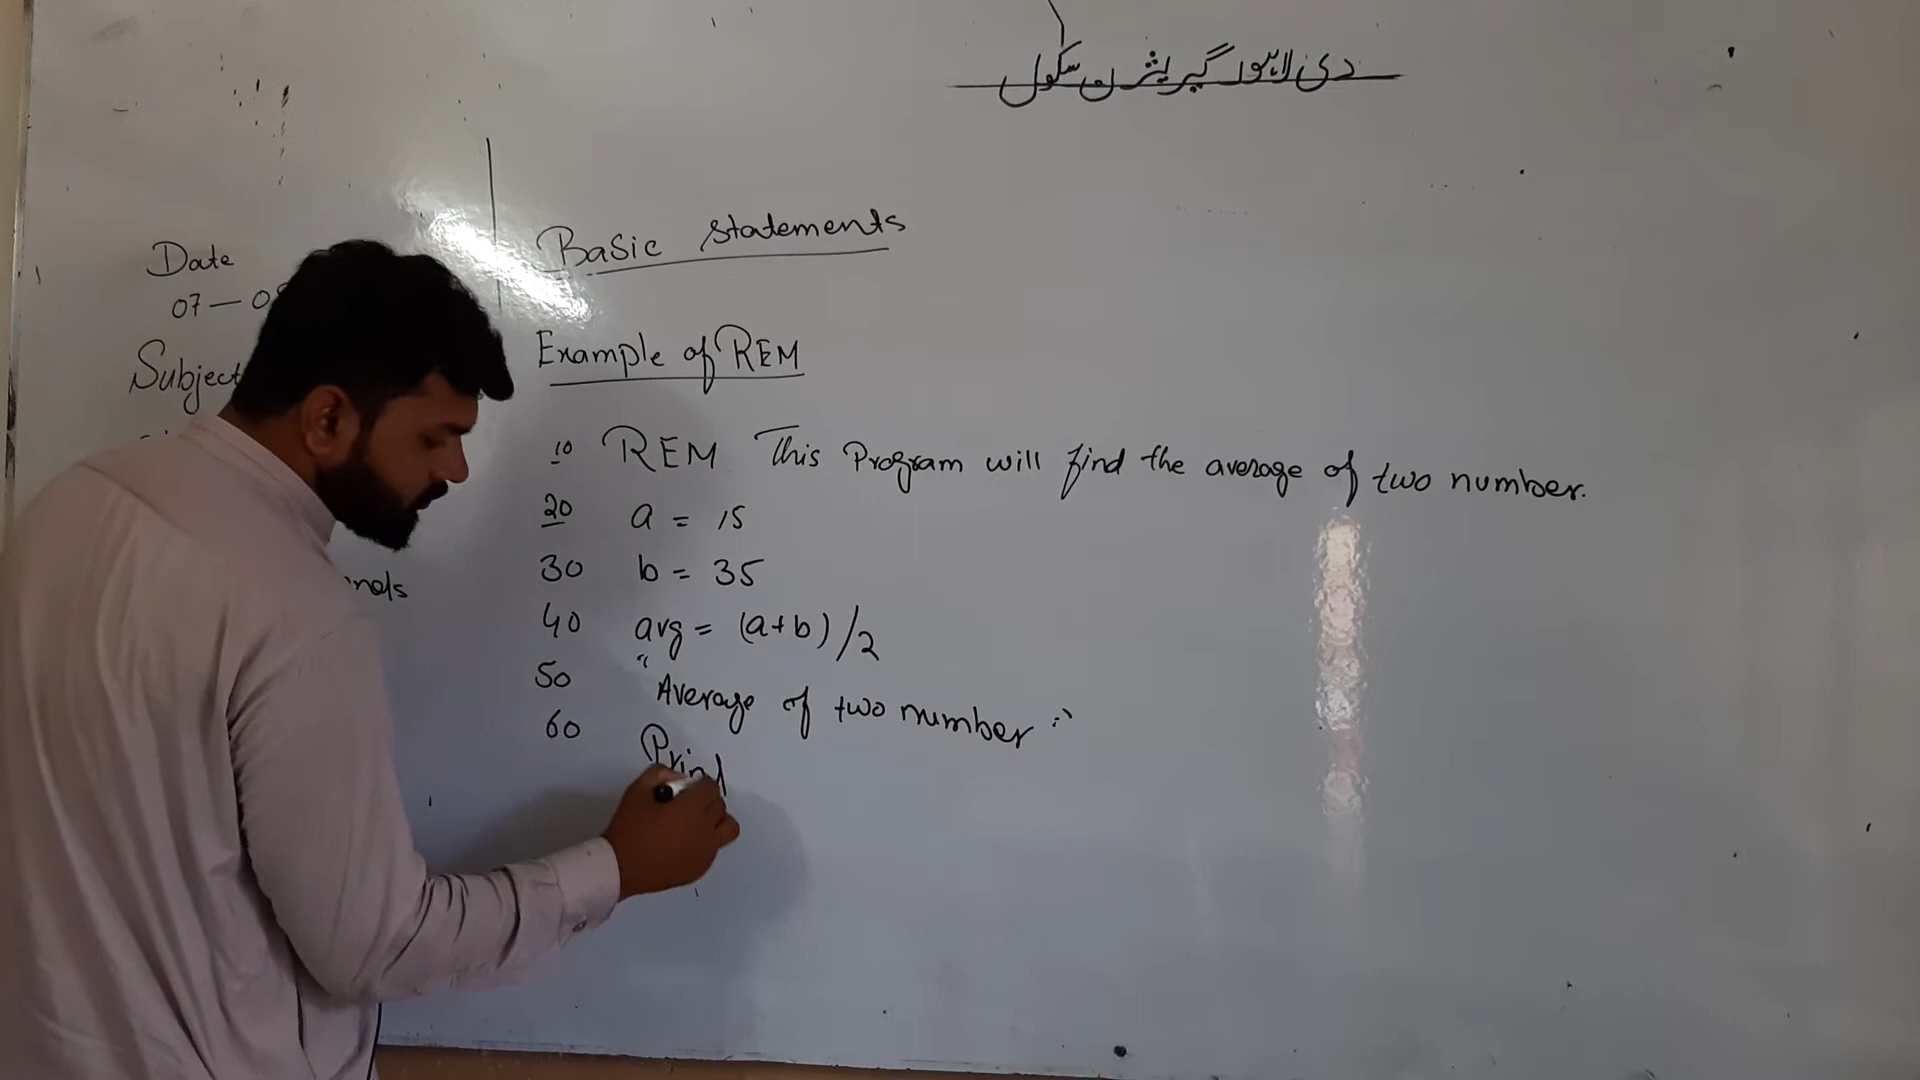 دی لاہور گیریژن سکول
Date
07-0
Subject
Basic statements
Example of REM
10 REM This Program will find the average of two number.
20 a = 15
30 b = 35
40 avg = (a+b)/2
50 "Average of two number:"
60 Print